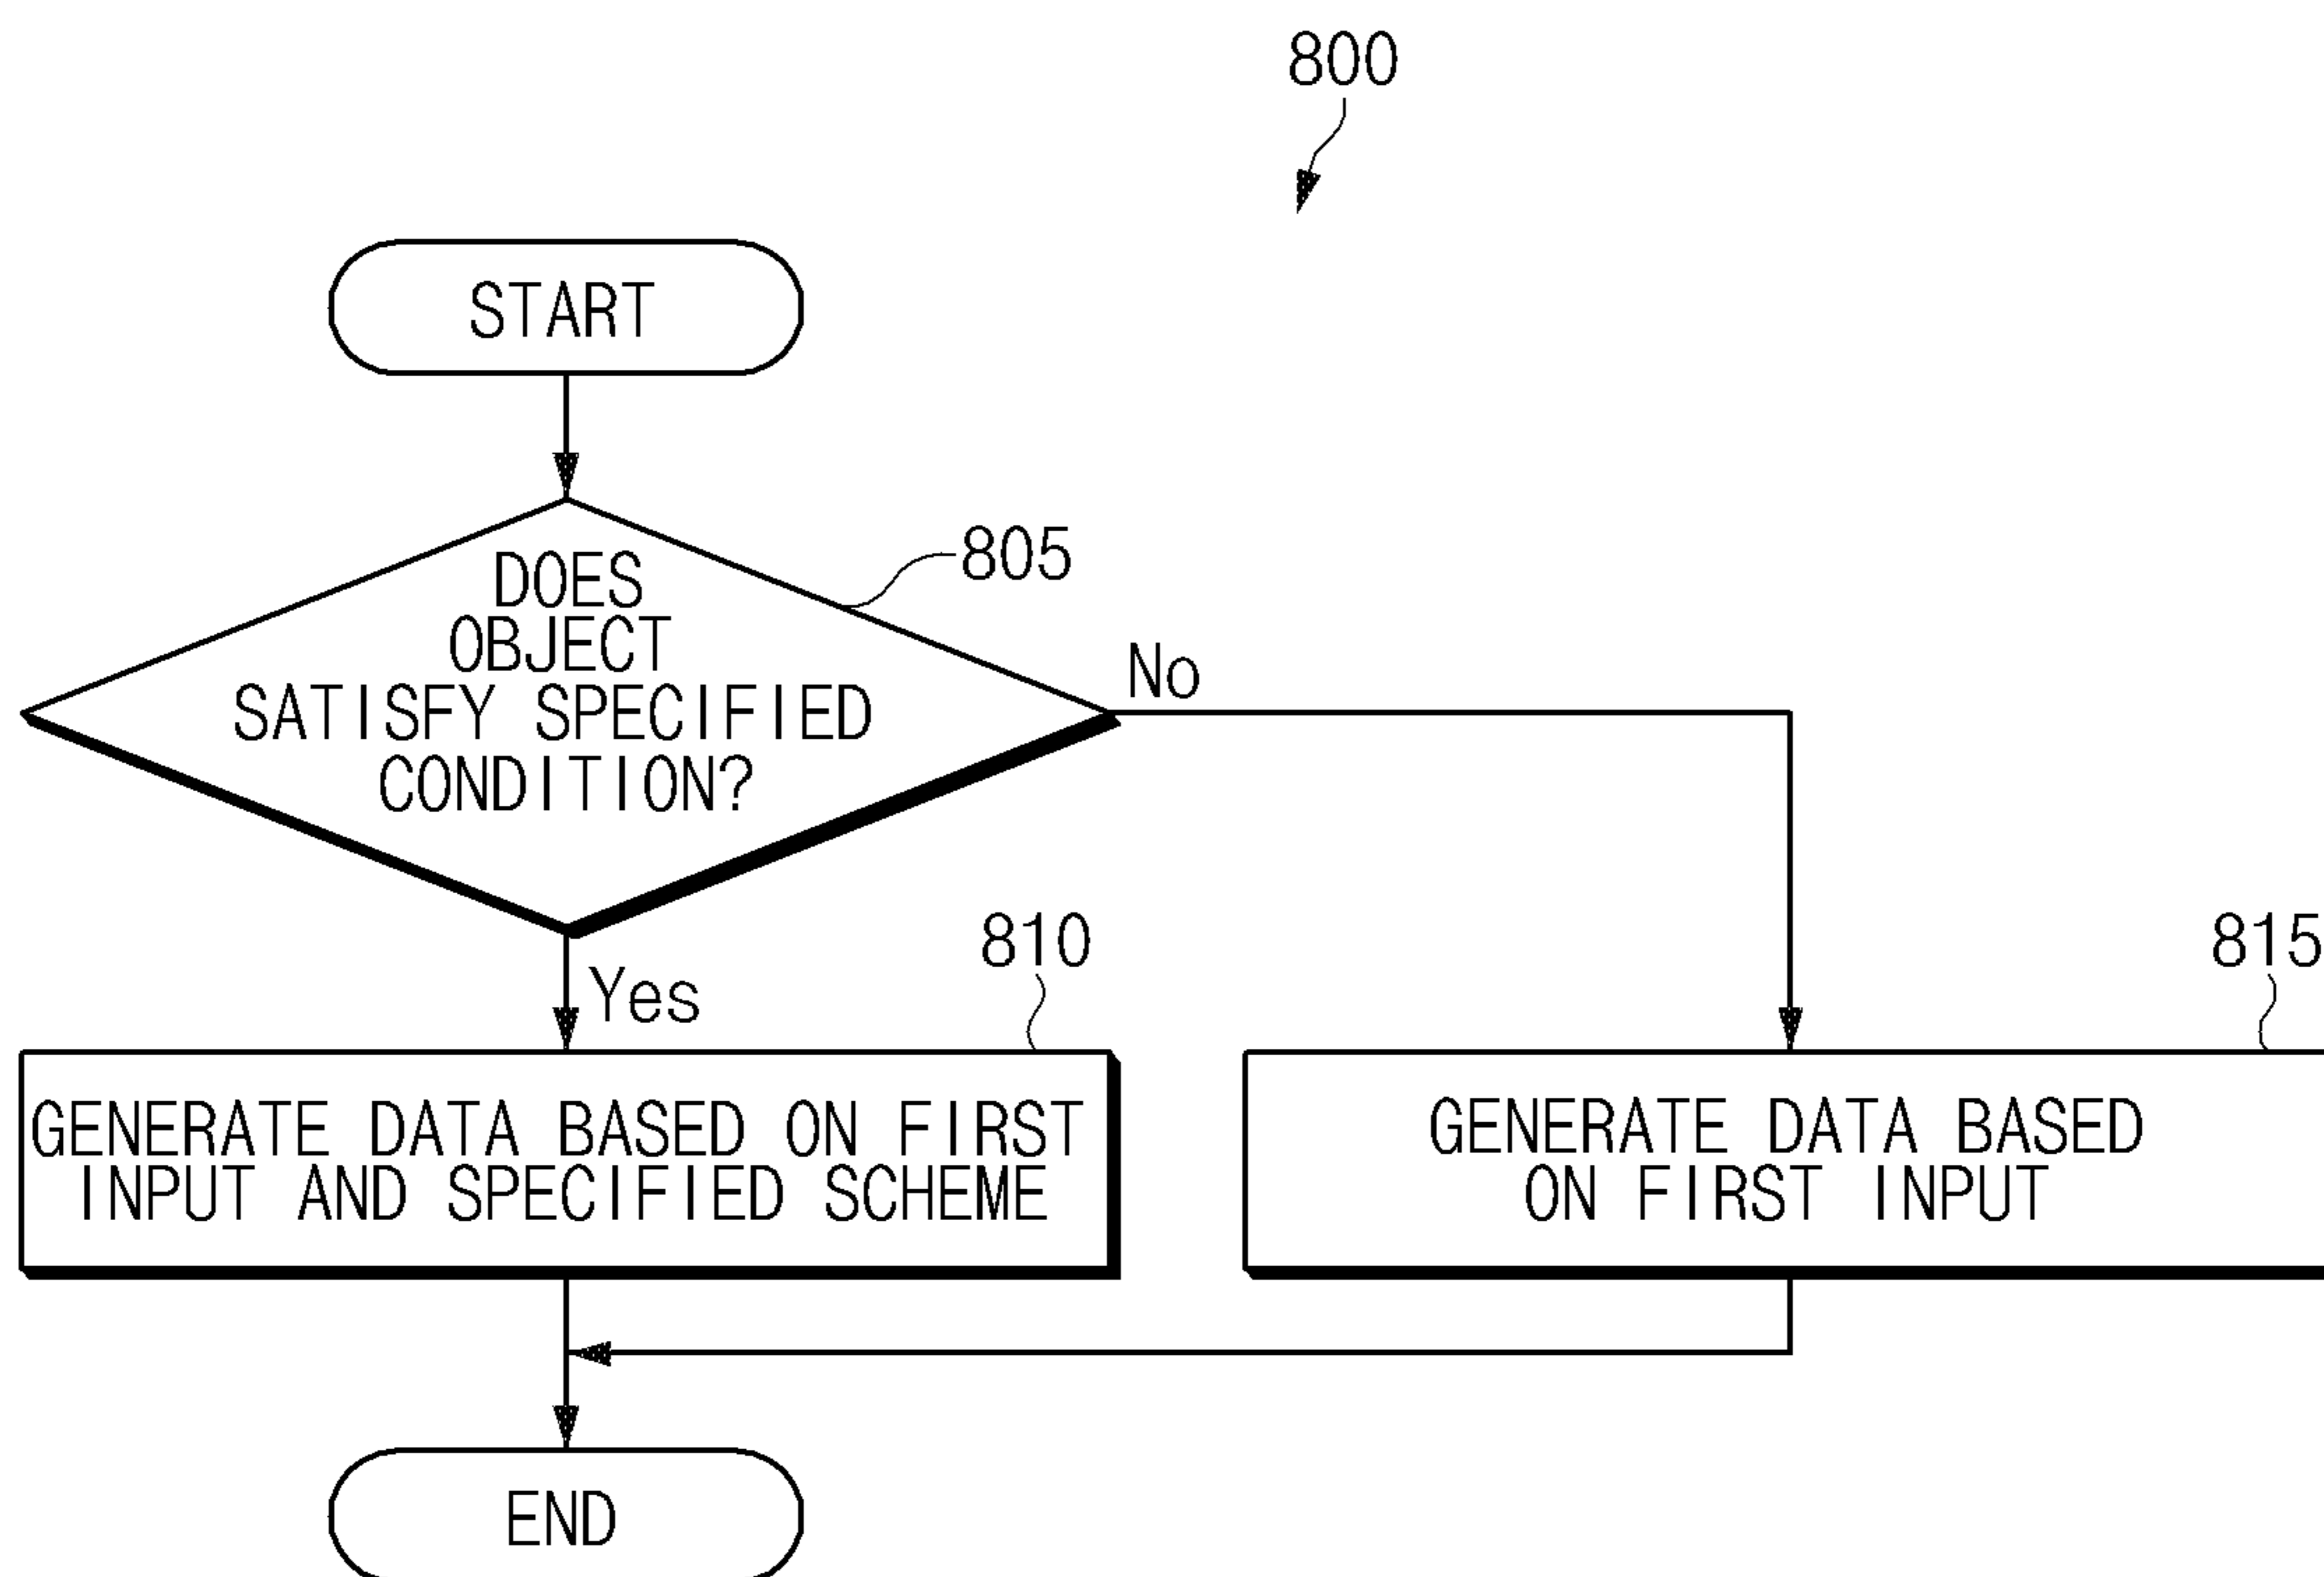 800
START
805
DOES
OBJECT
SATISFY SPECIFIED
CONDITION?
No
Yes
810
815
GENERATE DATA BASED ON FIRST
INPUT AND SPECIFIED SCHEME
GENERATE DATA BASED
ON FIRST INPUT
END